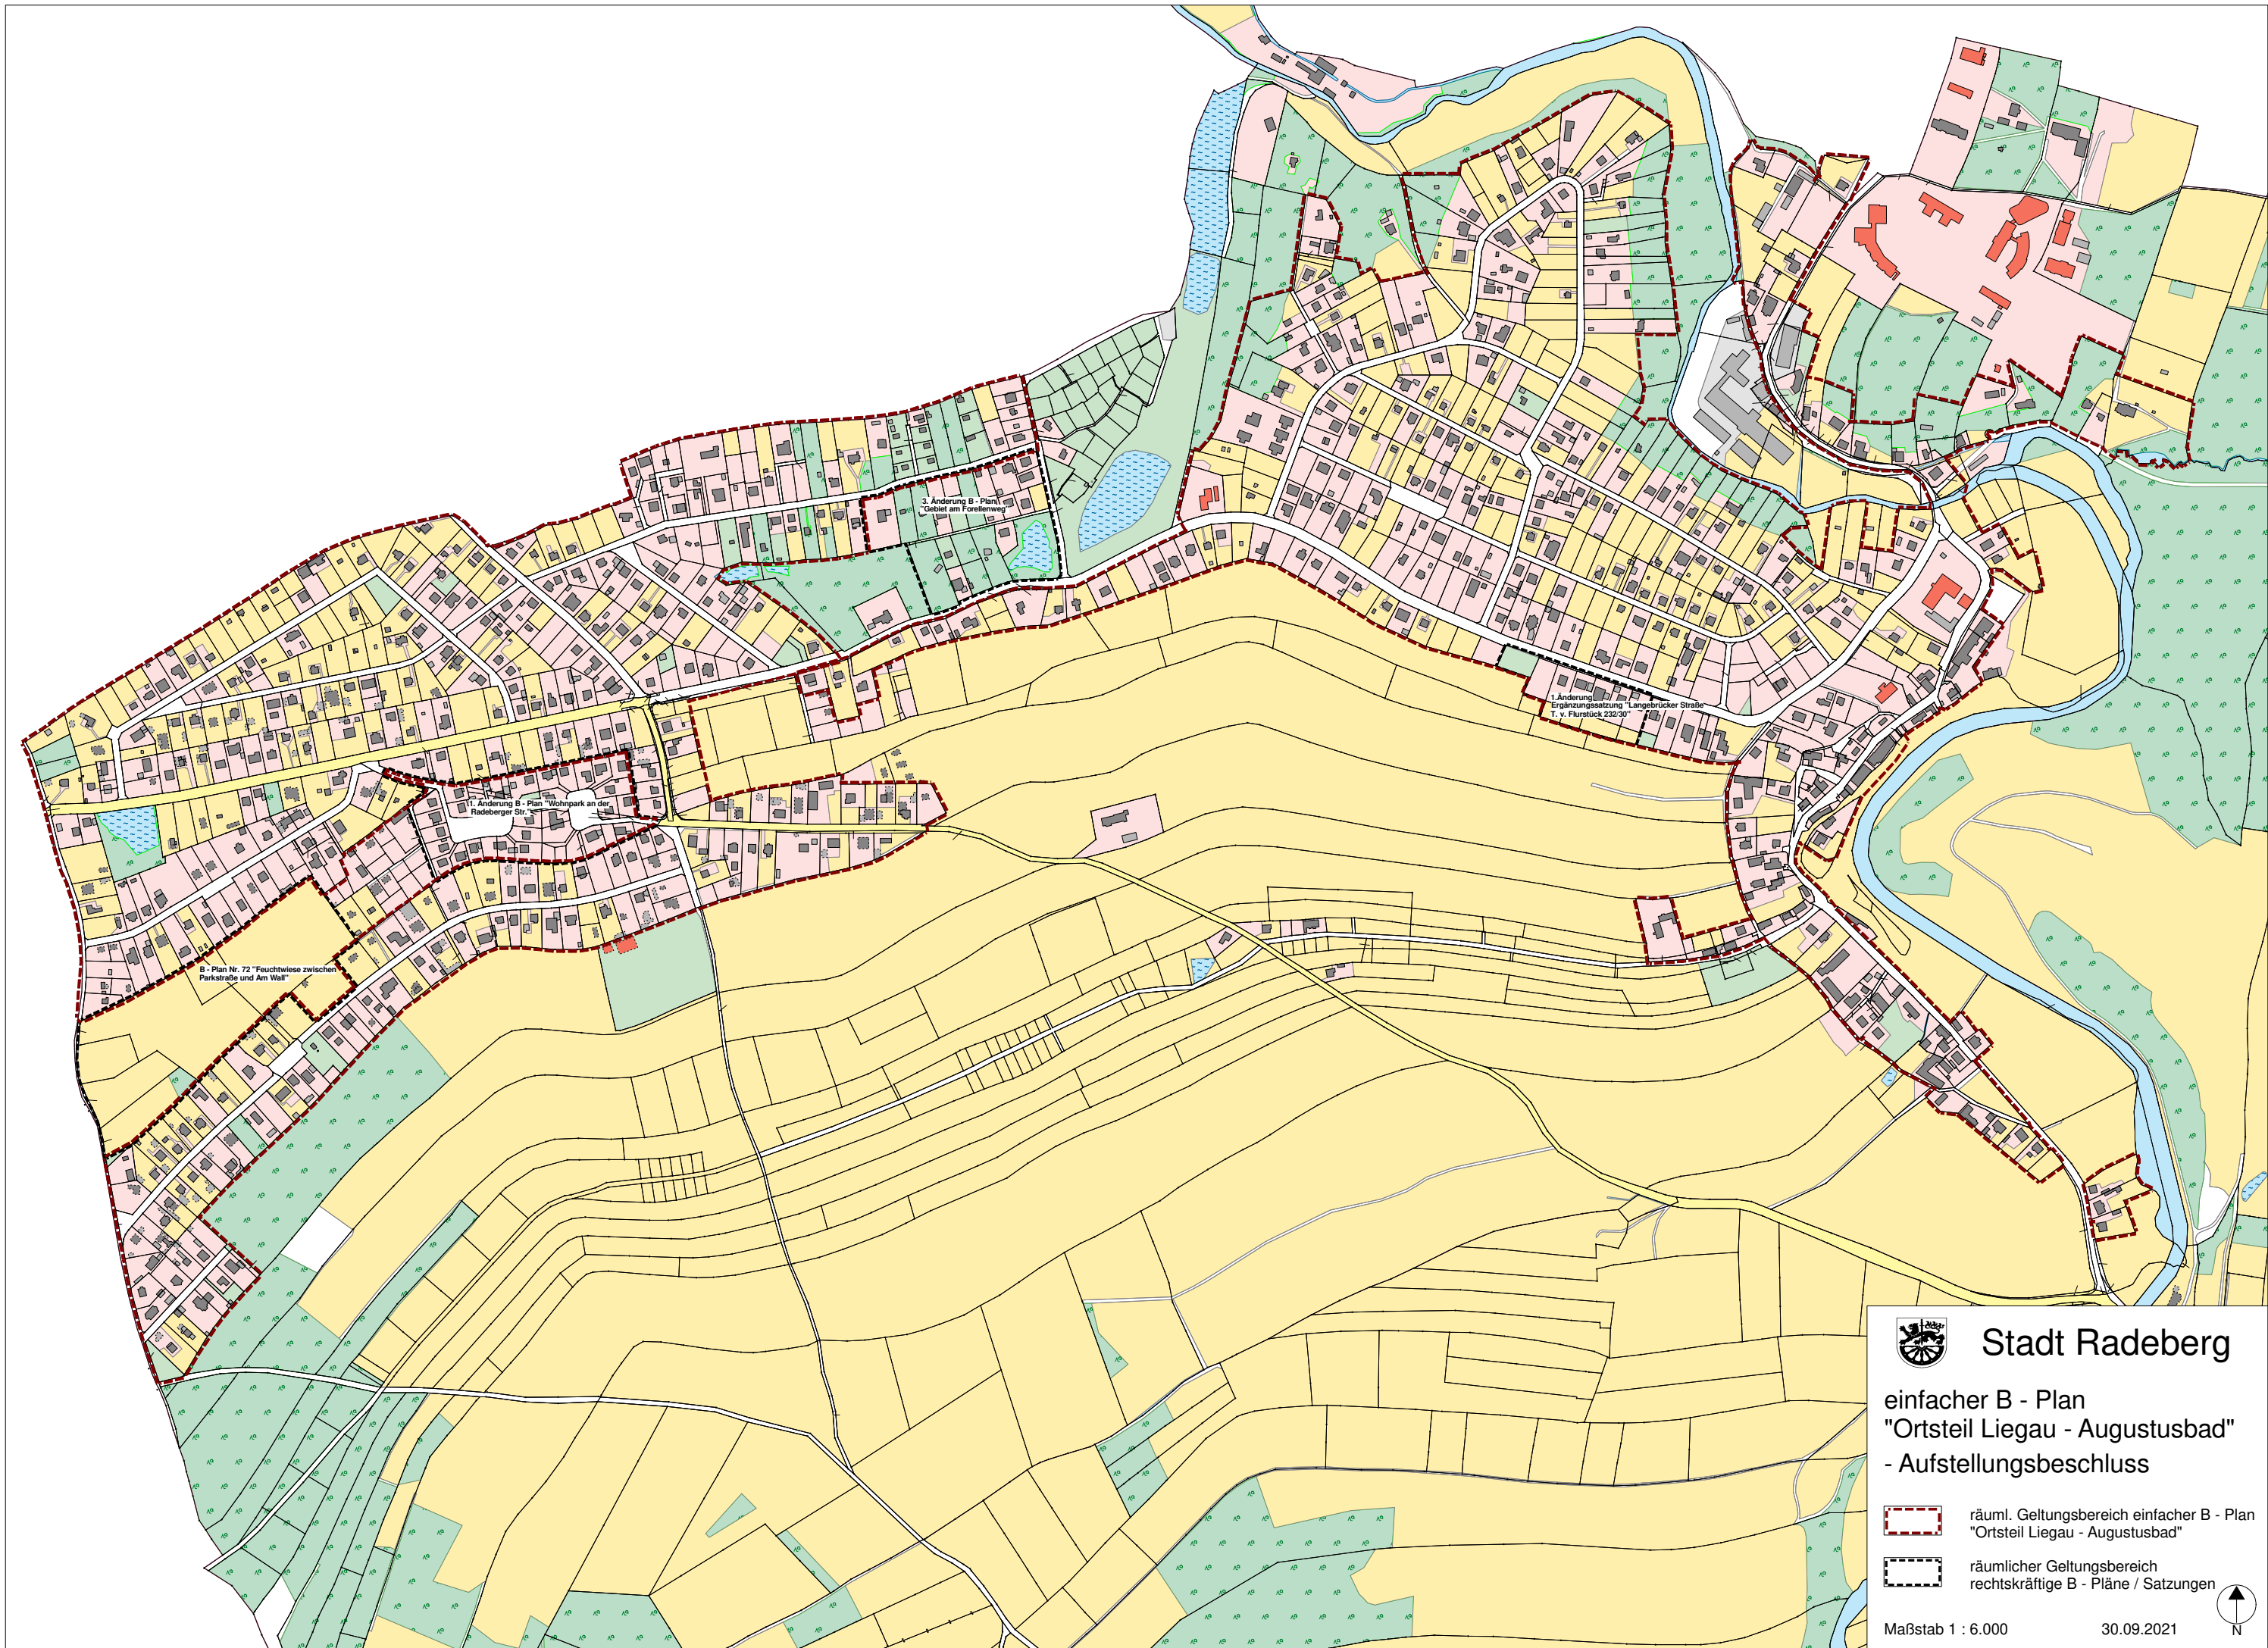 3. Änderung B - Plan
"Gebiet am Forellenweg"
1.Änderung
Ergänzungssatzung "Langebrücker Straße
T. v. Flurstück 232/30"
1. Änderung B - Plan "Wohnpark an der
Radeberger Str."
B - Plan Nr. 72 "Feuchtwiese zwischen
Parkstraße und Am Wall"
Stadt Radeberg
einfacher B - Plan
"Ortsteil Liegau - Augustusbad"
- Aufstellungsbeschluss
räuml. Geltungsbereich einfacher B - Plan
"Ortsteil Liegau - Augustusbad"
räumlicher Geltungsbereich
rechtskräftige B - Pläne / Satzungen
Maßstab 1 : 6.000
30.09.2021
N